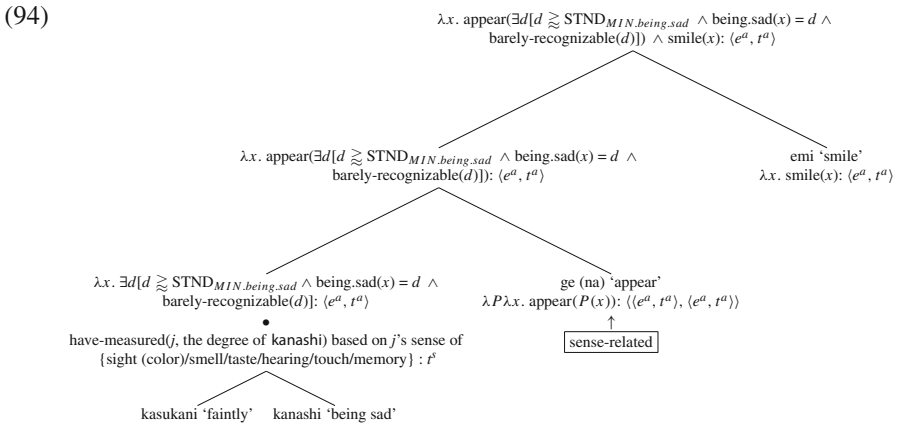 (94)
λx. appear(∃d[d ⪆ STND_MIN.being.sad ∧ being.sad(x) = d ∧
barely-recognizable(d)]) ∧ smile(x): ⟨e^a, t^a⟩
λx. appear(∃d[d ⪆ STND_MIN.being.sad ∧ being.sad(x) = d ∧
barely-recognizable(d)]): ⟨e^a, t^a⟩
emi ‘smile’
λx. smile(x): ⟨e^a, t^a⟩
λx. ∃d[d ⪆ STND_MIN.being.sad ∧ being.sad(x) = d ∧
barely-recognizable(d)]: ⟨e^a, t^a⟩
•
have-measured(j, the degree of kanashi) based on j’s sense of
{sight (color)/smell/taste/hearing/touch/memory} : t^s
ge (na) ‘appear’
λPλx. appear(P(x)): ⟨⟨e^a, t^a⟩, ⟨e^a, t^a⟩⟩
↑
sense-related
kasukani ‘faintly’ kanashi ‘being sad’